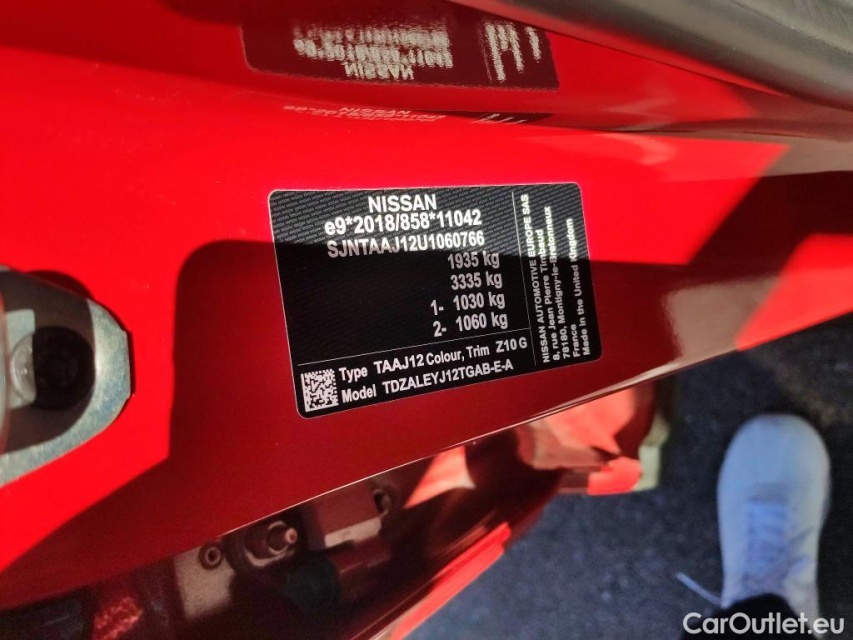 NISSAN
e9*2018/858*11042
SJNTAAJ12U1060766
1935 kg
3335 kg
1- 1030 kg
2- 1060 kg
Type TAAJ12 Colour, Trim Z10 G
Model TDZALEYJ12TGAB-E-A
NISSAN AUTOMOTIVE EUROPE SAS
8, rue Jean Pierre Timbaud
78180, Montigny-le-Bretonneux
France
Made in the United Kingdom
NISSAN
CarOutlet.eu